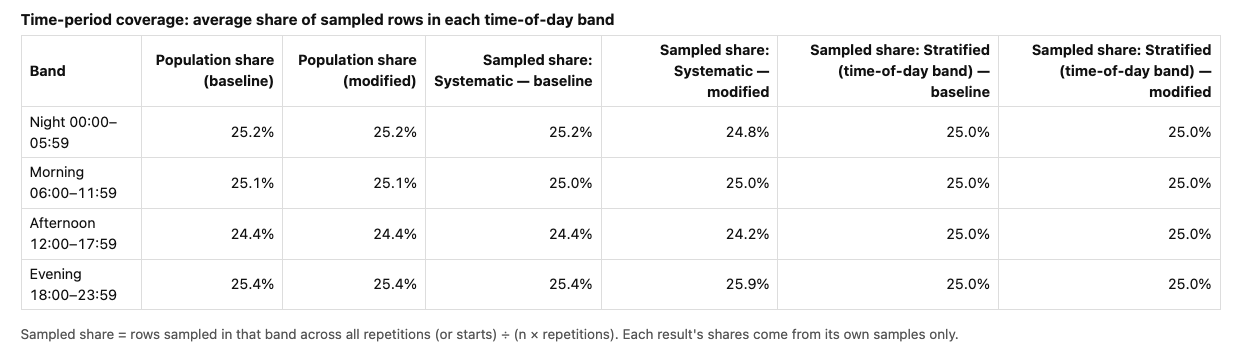 Time-period coverage: average share of sampled rows in each time-of-day band
Band
Population share
(baseline)
Population share
(modified)
Sampled share:
Systematic — baseline
Sampled share:
Systematic —
modified
Sampled share: Stratified
(time-of-day band) —
baseline
Sampled share: Stratified
(time-of-day band) —
modified
Night 00:00–
05:59
25.2%
25.2%
25.2%
24.8%
25.0%
25.0%
Morning
06:00–11:59
25.1%
25.1%
25.0%
25.0%
25.0%
25.0%
Afternoon
12:00–17:59
24.4%
24.4%
24.4%
24.2%
25.0%
25.0%
Evening
18:00–23:59
25.4%
25.4%
25.4%
25.9%
25.0%
25.0%
Sampled share = rows sampled in that band across all repetitions (or starts) ÷ (n × repetitions). Each result's shares come from its own samples only.